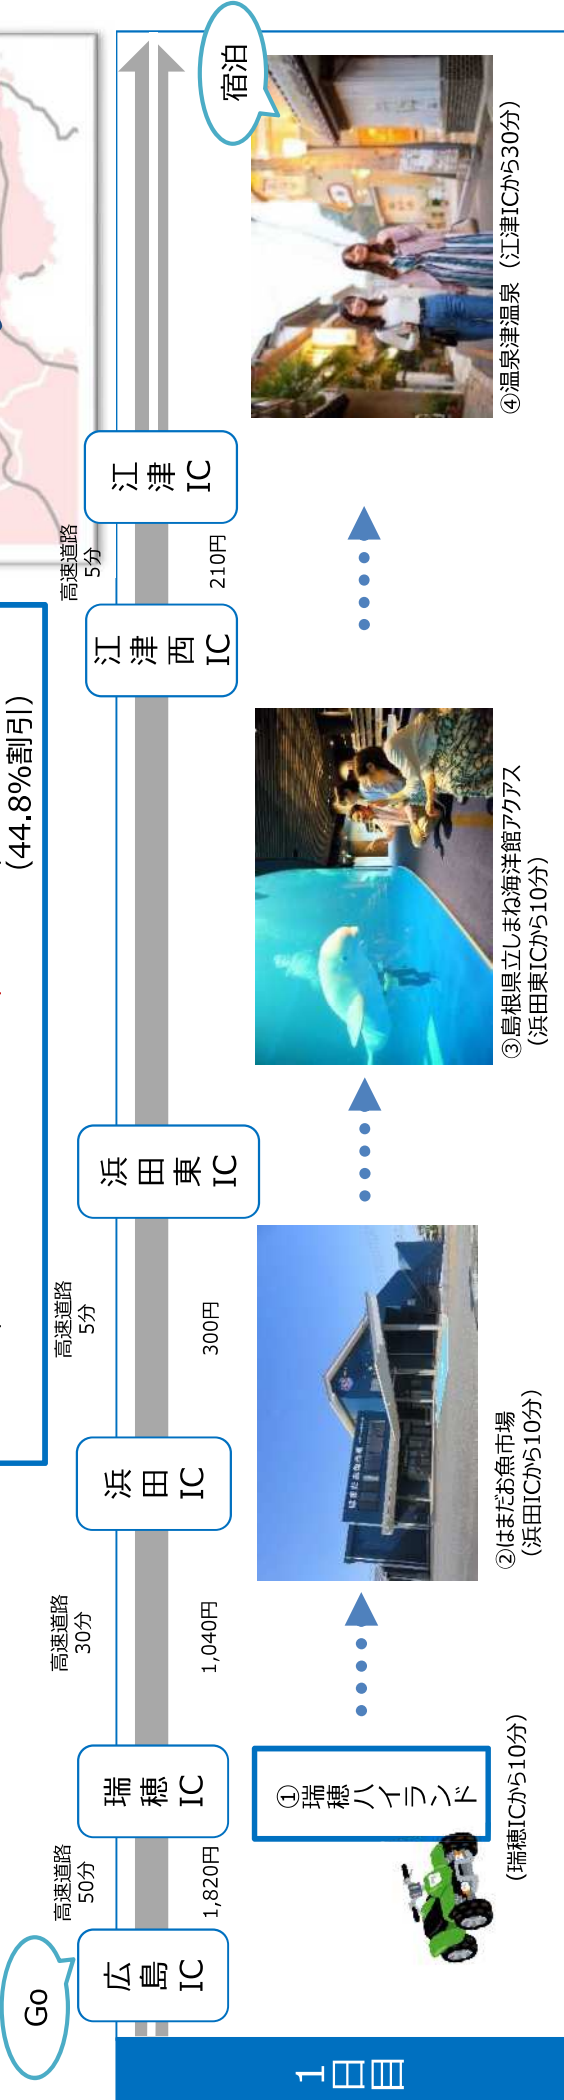 (44.8%割引)
1日目
Go
広島IC
高速道路
50分
1,820円
瑞穂IC
高速道路
30分
1,040円
浜田IC
高速道路
5分
300円
浜田東IC
江津西IC
高速道路
5分
210円
江津IC
宿泊
①瑞穂ハイランド
(瑞穂ICから10分)
はまだお魚市場
②はまだお魚市場
(浜田ICから10分)
③島根県立しまね海洋館アクアス
(浜田東ICから10分)
④温泉津温泉 (江津ICから30分)